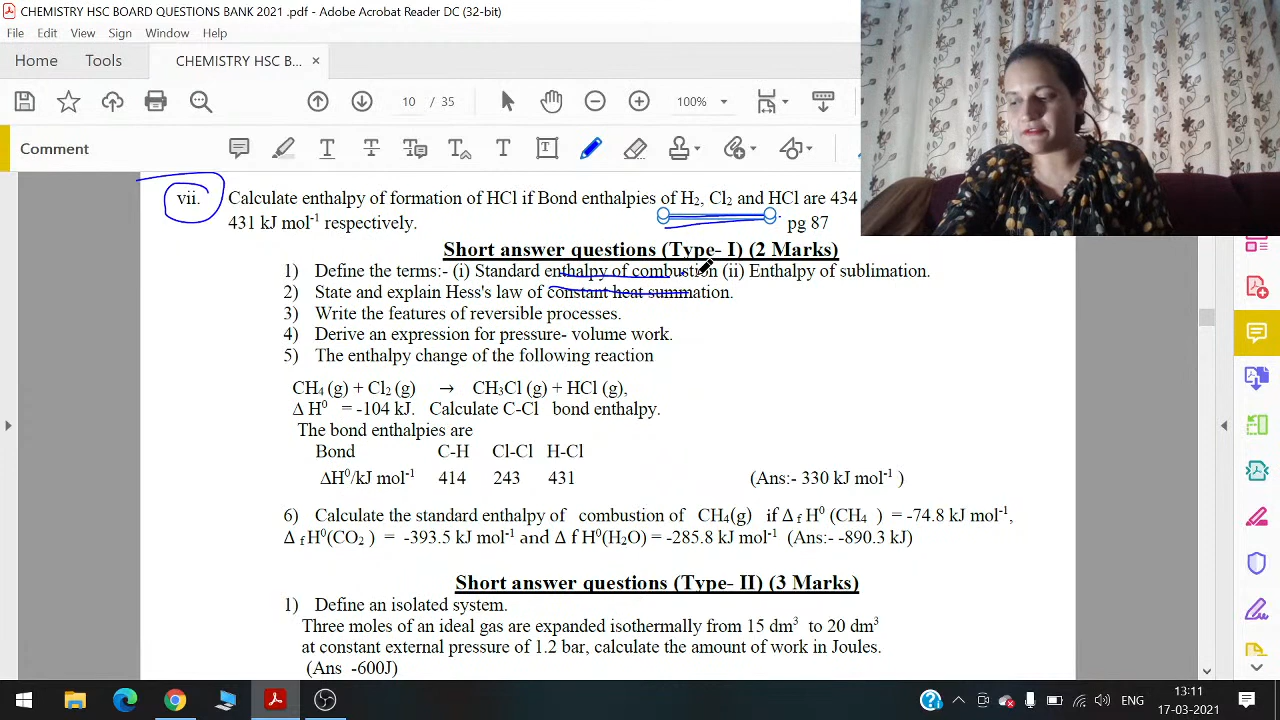 CHEMISTRY HSC BOARD QUESTIONS BANK 2021 .pdf - Adobe Acrobat Reader DC (32-bit)
File Edit View Sign Window Help
Home Tools CHEMISTRY HSC B... ×
10 / 35 100%
Comment
vii. Calculate enthalpy of formation of HCl if Bond enthalpies of H2, Cl2 and HCl are 434
431 kJ mol-1 respectively. pg 87
Short answer questions (Type- I) (2 Marks)
1) Define the terms:- (i) Standard enthalpy of combustion (ii) Enthalpy of sublimation.
2) State and explain Hess's law of constant heat summation.
3) Write the features of reversible processes.
4) Derive an expression for pressure- volume work.
5) The enthalpy change of the following reaction
CH4 (g) + Cl2 (g) → CH3Cl (g) + HCl (g),
Δ H0 = -104 kJ. Calculate C-Cl bond enthalpy.
The bond enthalpies are
Bond C-H Cl-Cl H-Cl
ΔH0/kJ mol-1 414 243 431 (Ans:- 330 kJ mol-1 )
6) Calculate the standard enthalpy of combustion of CH4(g) if Δ f H0 (CH4 ) = -74.8 kJ mol-1,
Δ f H0(CO2 ) = -393.5 kJ mol-1 and Δ f H0(H2O) = -285.8 kJ mol-1 (Ans:- -890.3 kJ)
Short answer questions (Type- II) (3 Marks)
1) Define an isolated system.
Three moles of an ideal gas are expanded isothermally from 15 dm3 to 20 dm3
at constant external pressure of 1.2 bar, calculate the amount of work in Joules.
(Ans -600J)
ENG 13:11
17-03-2021